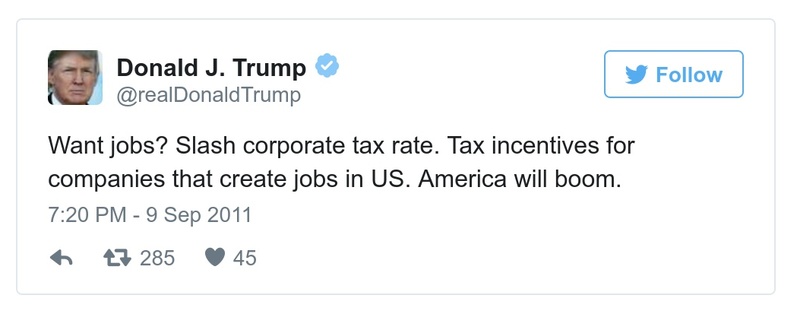 Donald J. Trump
@realDonaldTrump
Follow
Want jobs? Slash corporate tax rate. Tax incentives for
companies that create jobs in US. America will boom.
7:20 PM - 9 Sep 2011
285 45